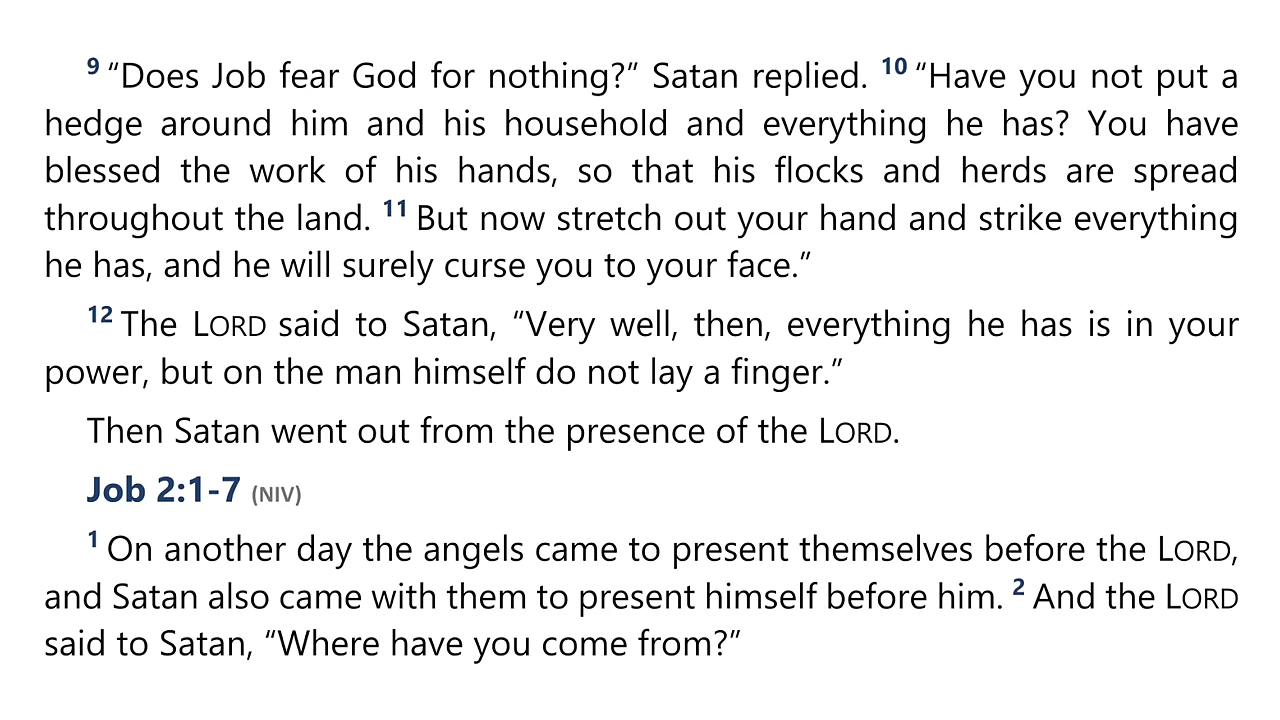 9 “Does Job fear God for nothing?” Satan replied. 10 “Have you not put a
hedge around him and his household and everything he has? You have
blessed the work of his hands, so that his flocks and herds are spread
throughout the land. 11 But now stretch out your hand and strike everything
he has, and he will surely curse you to your face.”
12 The LORD said to Satan, “Very well, then, everything he has is in your
power, but on the man himself do not lay a finger.”
Then Satan went out from the presence of the LORD.
Job 2:1-7 (NIV)
1 On another day the angels came to present themselves before the LORD,
and Satan also came with them to present himself before him. 2 And the LORD
said to Satan, “Where have you come from?”